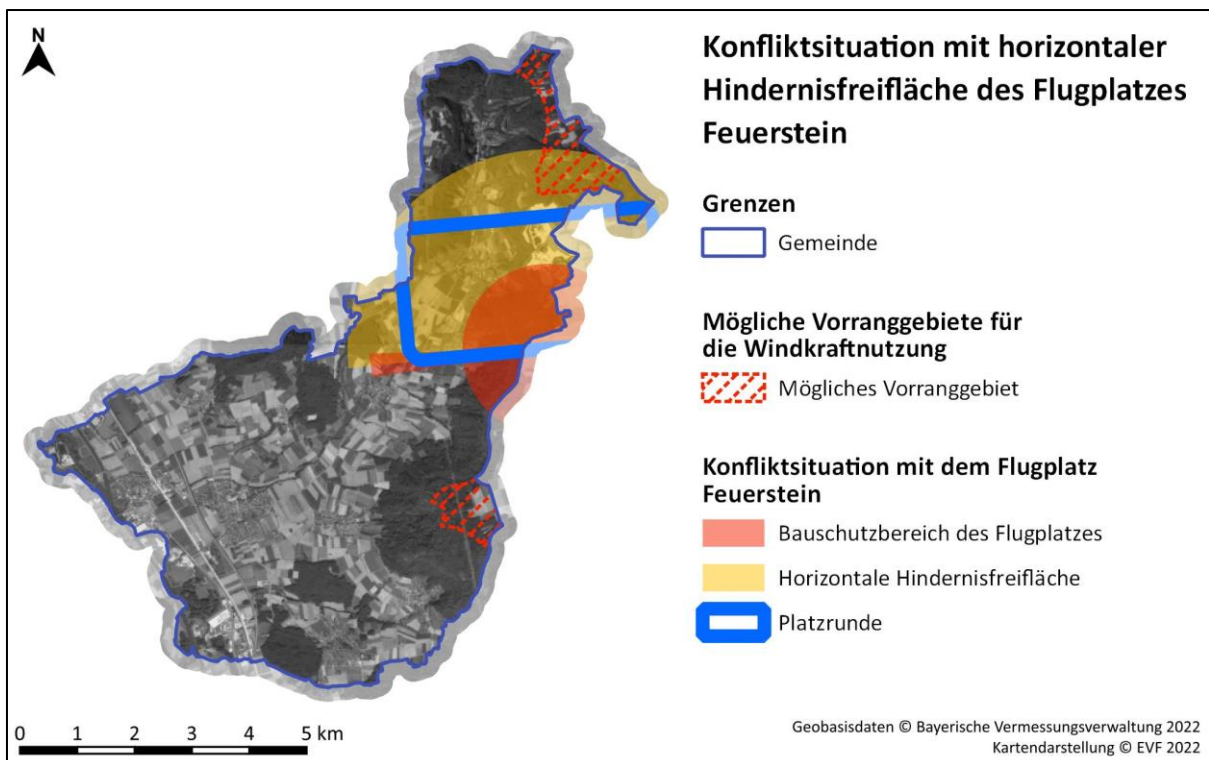 N
Konfliktsituation mit horizontaler
Hindernisfreifläche des Flugplatzes
Feuerstein
Grenzen
Gemeinde
Mögliche Vorranggebiete für
die Windkraftnutzung
Mögliches Vorranggebiet
Konfliktsituation mit dem Flugplatz
Feuerstein
Bauschutzbereich des Flugplatzes
Horizontale Hindernisfreifläche
Platzrunde
0 1 2 3 4 5 km
Geobasisdaten © Bayerische Vermessungsverwaltung 2022
Kartendarstellung © EVF 2022